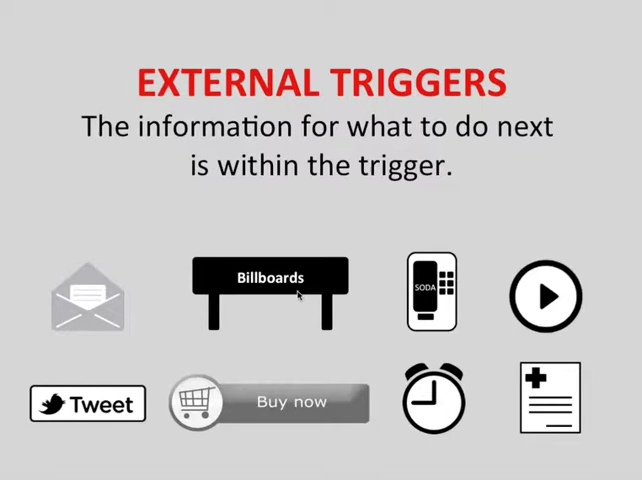 EXTERNAL TRIGGERS
The information for what to do next
is within the trigger.
Billboards
SODA
Tweet
Buy now